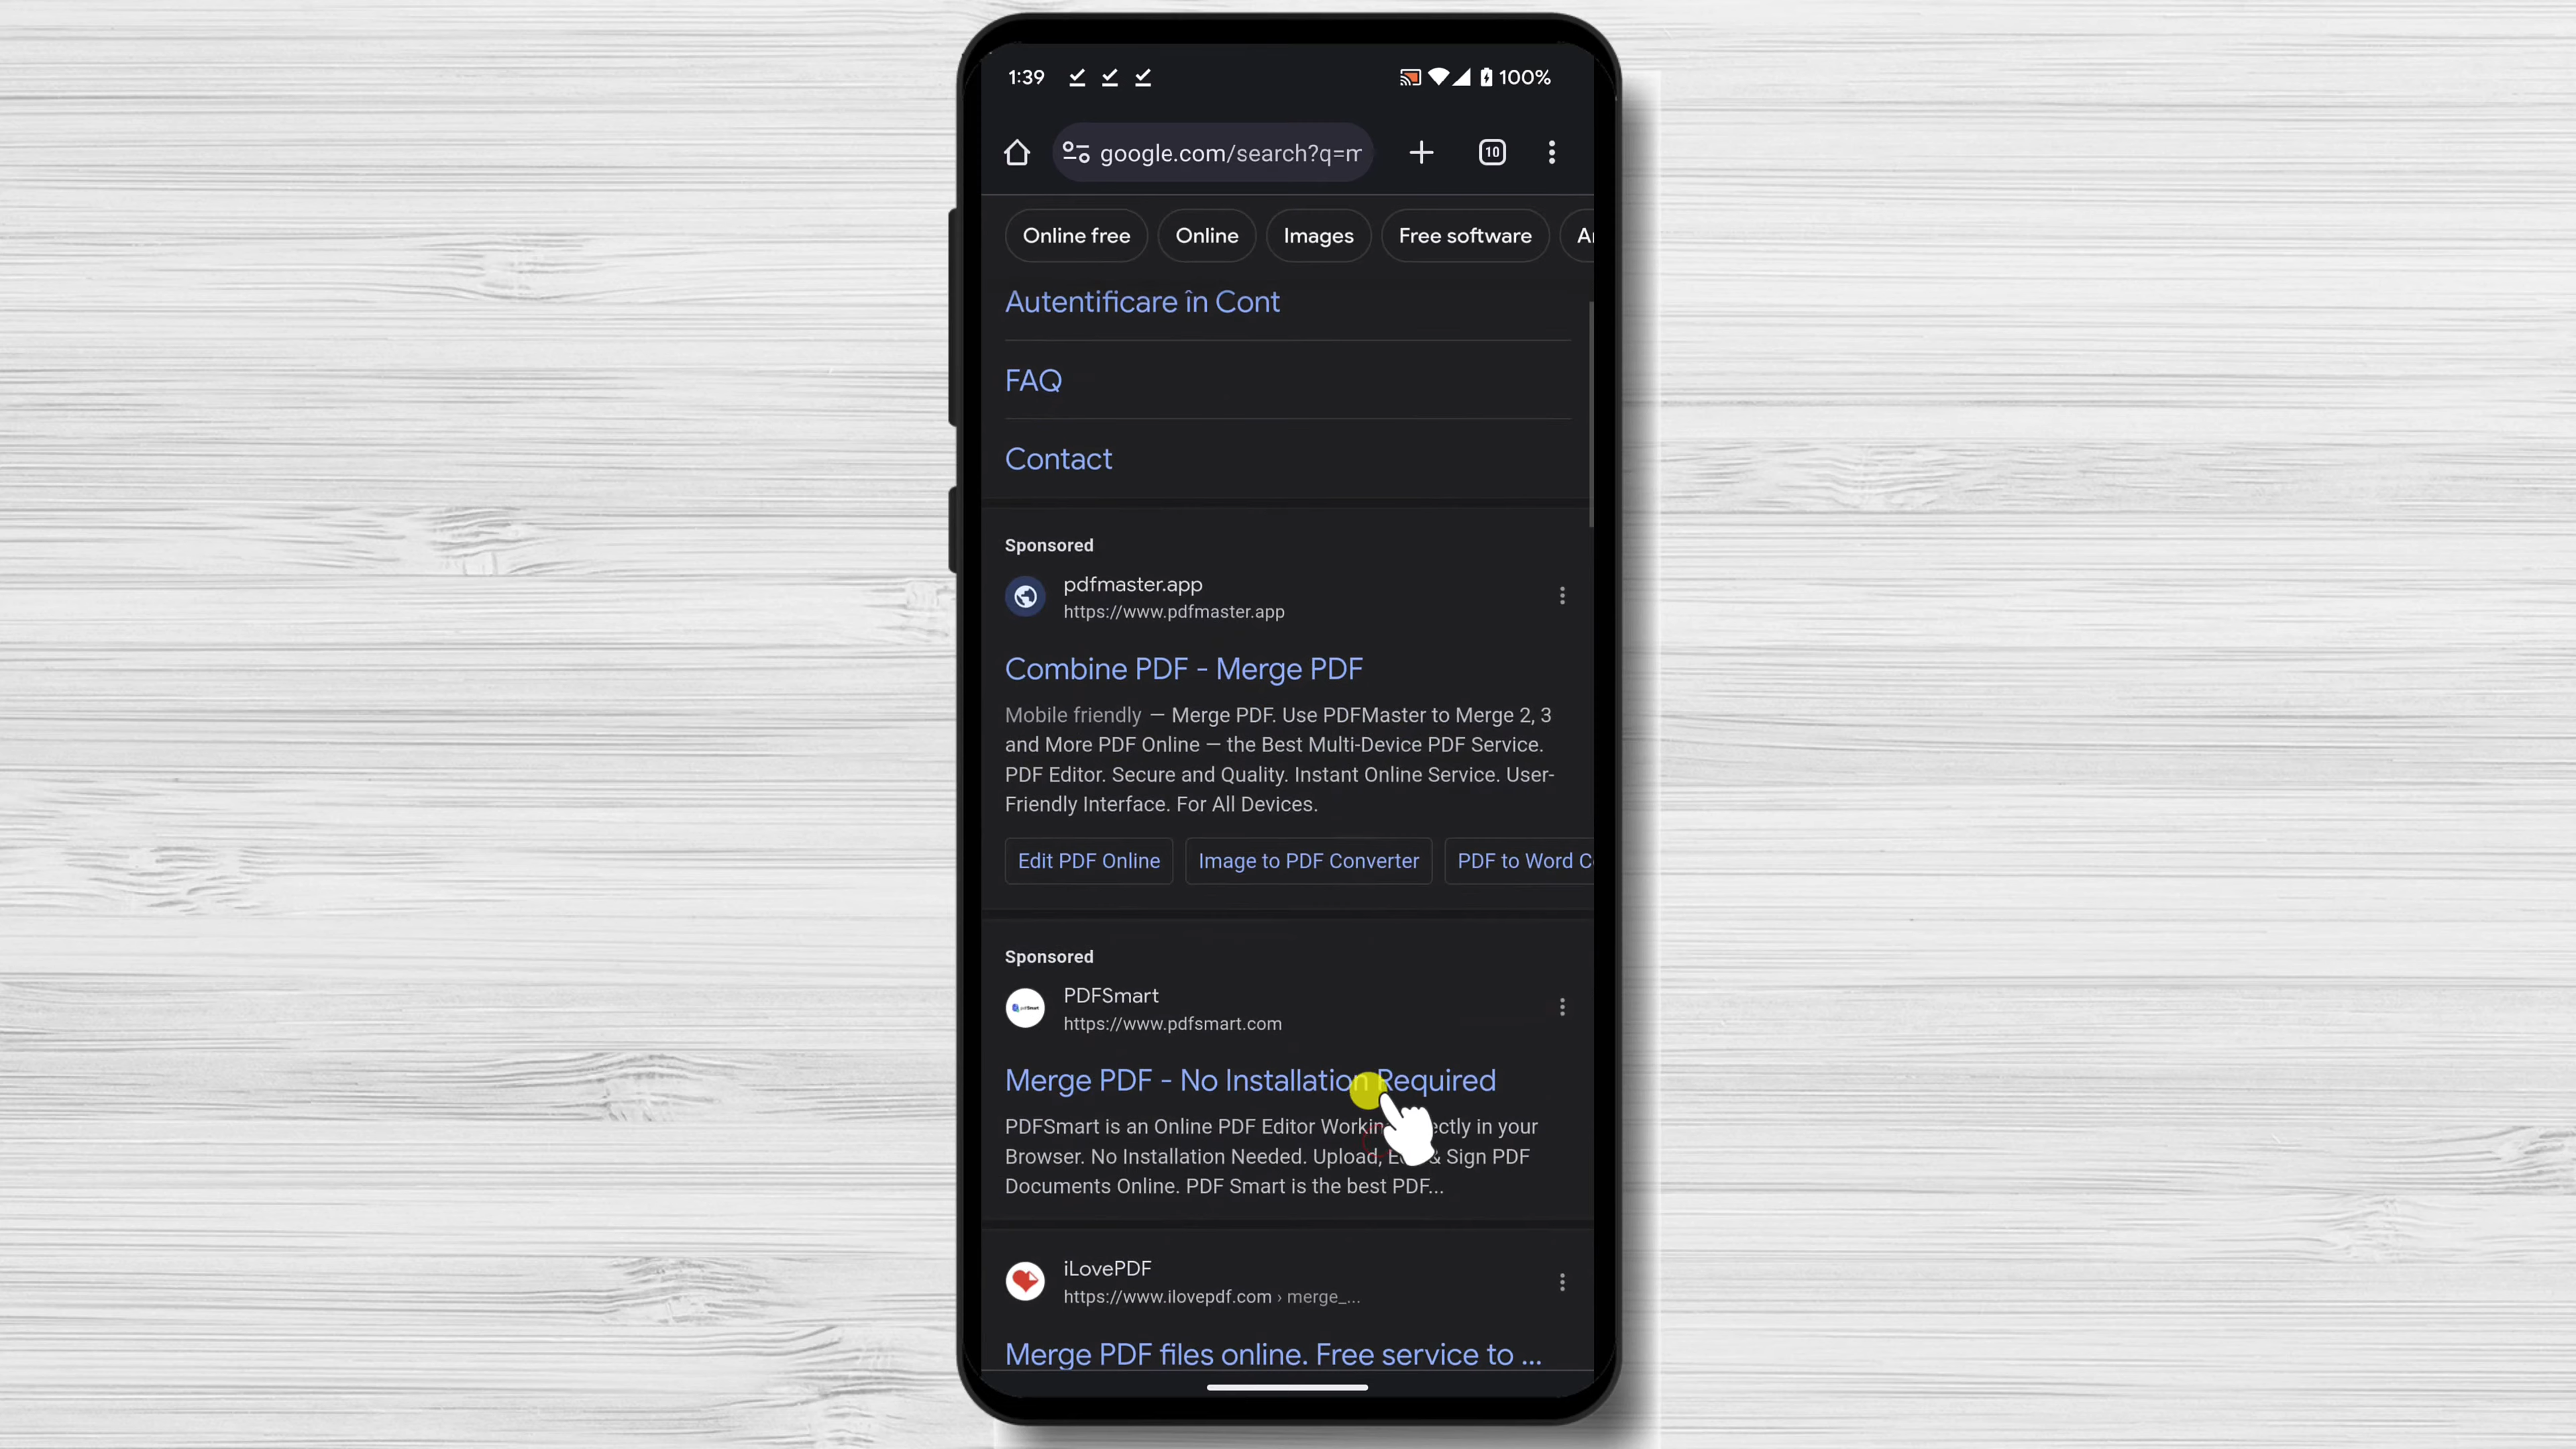 1:39 100%
google.com/search?q=m 10
Online free Online Images Free software
Autentificare în Cont
FAQ
Contact
Sponsored
pdfmaster.app
https://www.pdfmaster.app
Combine PDF - Merge PDF
Mobile friendly — Merge PDF. Use PDFMaster to Merge 2, 3
and More PDF Online — the Best Multi-Device PDF Service.
PDF Editor. Secure and Quality. Instant Online Service. User-
Friendly Interface. For All Devices.
Edit PDF Online Image to PDF Converter PDF to Word C
Sponsored
PDFSmart
https://www.pdfsmart.com
Merge PDF - No Installation Required
PDFSmart is an Online PDF Editor in your
Browser. No Installation Needed. Upload, & Sign PDF
Documents Online. PDF Smart is the best PDF...
iLovePDF
https://www.ilovepdf.com › merge_...
Merge PDF files online. Free service to ...